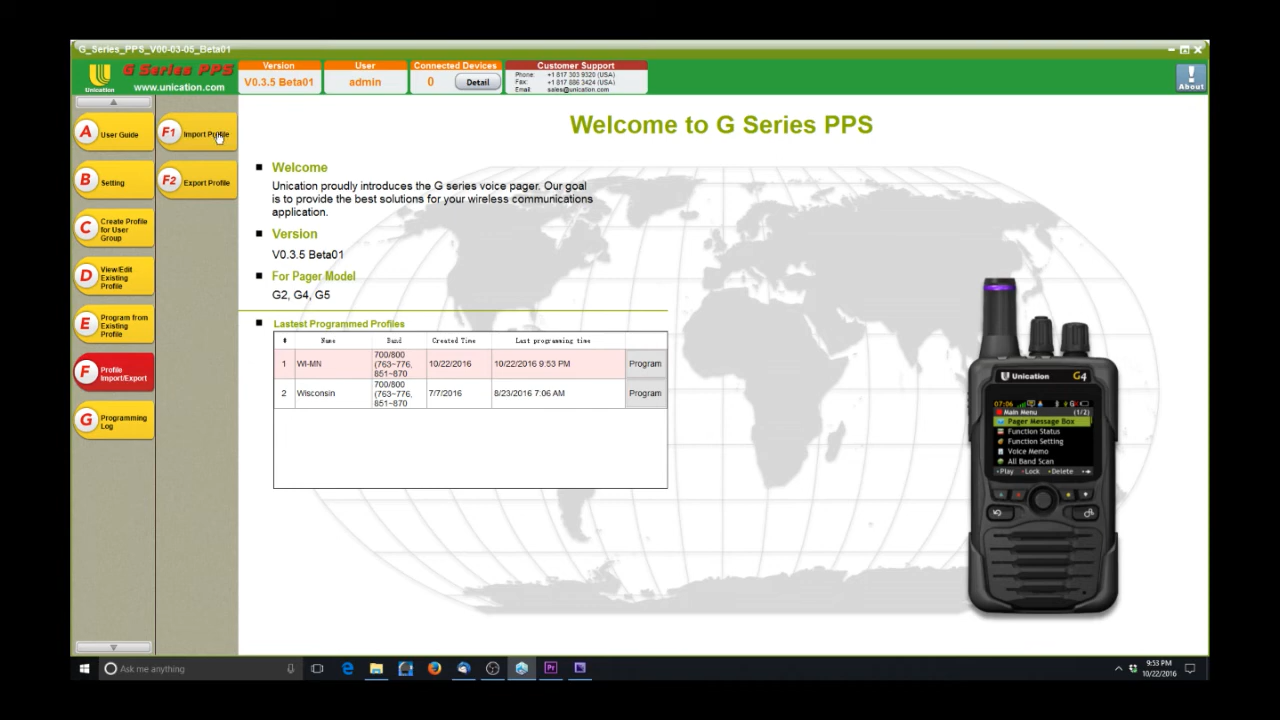 G_Series_PPS_V00-03-05_Beta01
Unication
G Series PPS
www.unication.com
Version
V0.3.5 Beta01
User
admin
Connected Devices
0 Detail
Customer Support
Phone: +1 817 303 9320 (USA)
Fax: +1 817 886 3424 (USA)
Email: sales@unication.com
About
A User Guide
B Setting
C Create Profile
for User
Group
D View/Edit
Existing
Profile
E Program from
Existing
Profile
F Profile
Import/Export
G Programming
Log
F1 Import Profile
F2 Export Profile
Welcome to G Series PPS
Welcome
Unication proudly introduces the G series voice pager. Our goal
is to provide the best solutions for your wireless communications
application.
Version
V0.3.5 Beta01
For Pager Model
G2, G4, G5
Lastest Programmed Profiles
# Name Band Created Time Last programming time
1 WI-MN 700/800 (763~776, 851~870 10/22/2016 10/22/2016 9:53 PM Program
2 Wisconsin 700/800 (763~776, 851~870 7/7/2016 8/23/2016 7:06 AM Program
Unication G4
07:06
Main Menu (1/2)
Pager Message Box
Function Status
Function Setting
Voice Memo
All Band Scan
Play Lock Delete
Ask me anything
Pr
9:53 PM
10/22/2016